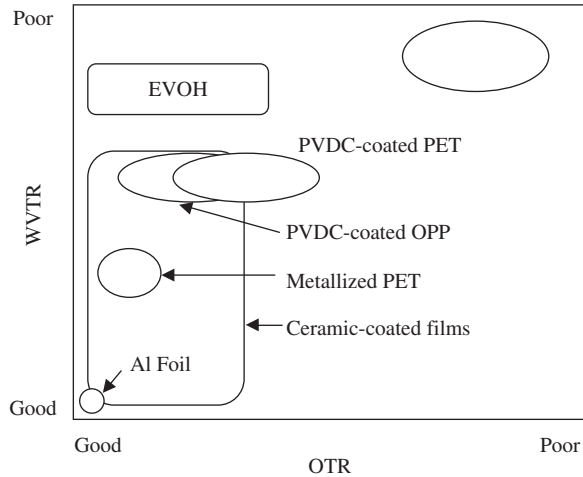 Poor
EVOH
PVDC-coated PET
WVTR
PVDC-coated OPP
Metallized PET
Ceramic-coated films
Al Foil
Good
Good
Poor
OTR